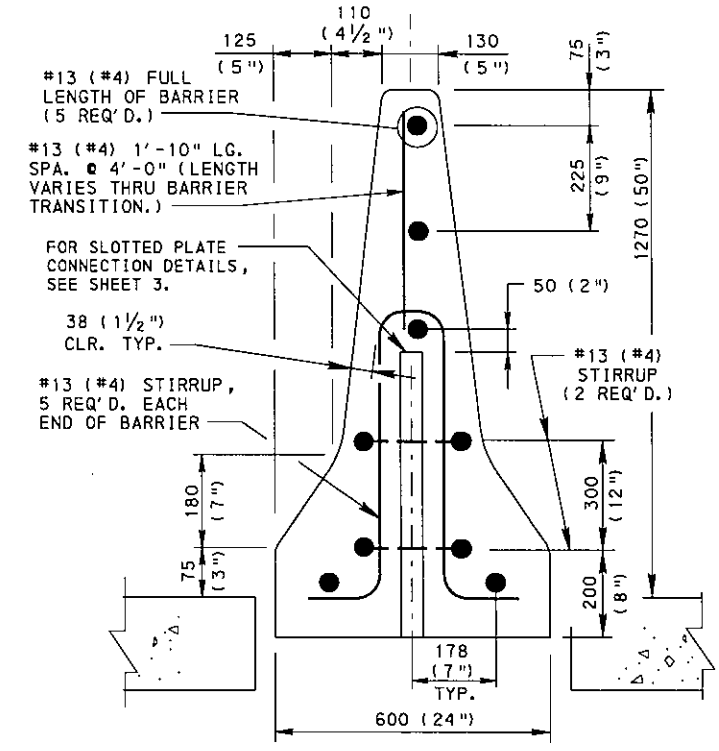 110
(4 1/2")
125
(5")
130
(5")
75
(3")
#13 (#4) FULL
LENGTH OF BARRIER
(5 REQ'D.)
#13 (#4) 1'-10" LG.
SPA. @ 4'-0" (LENGTH
VARIES THRU BARRIER
TRANSITION.)
225
(9")
1270 (50")
FOR SLOTTED PLATE
CONNECTION DETAILS,
SEE SHEET 3.
50 (2")
38 (1 1/2")
CLR. TYP.
#13 (#4)
STIRRUP
(2 REQ'D.)
#13 (#4) STIRRUP,
5 REQ'D. EACH
END OF BARRIER
180
(7")
300
(12")
75
(3")
200
(8")
178
(7")
TYP.
600 (24")